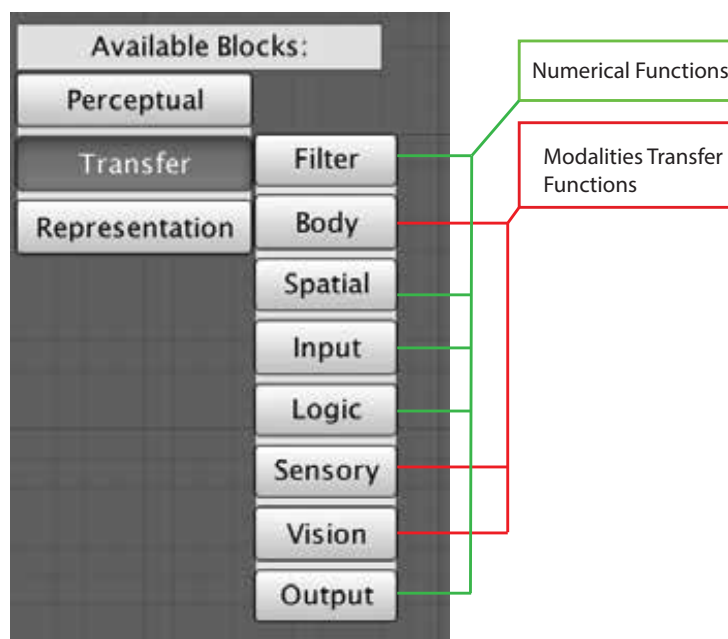 Available Blocks:
Perceptual
Transfer
Representation
Filter
Body
Spatial
Input
Logic
Sensory
Vision
Output
Numerical Functions
Modalities Transfer
Functions